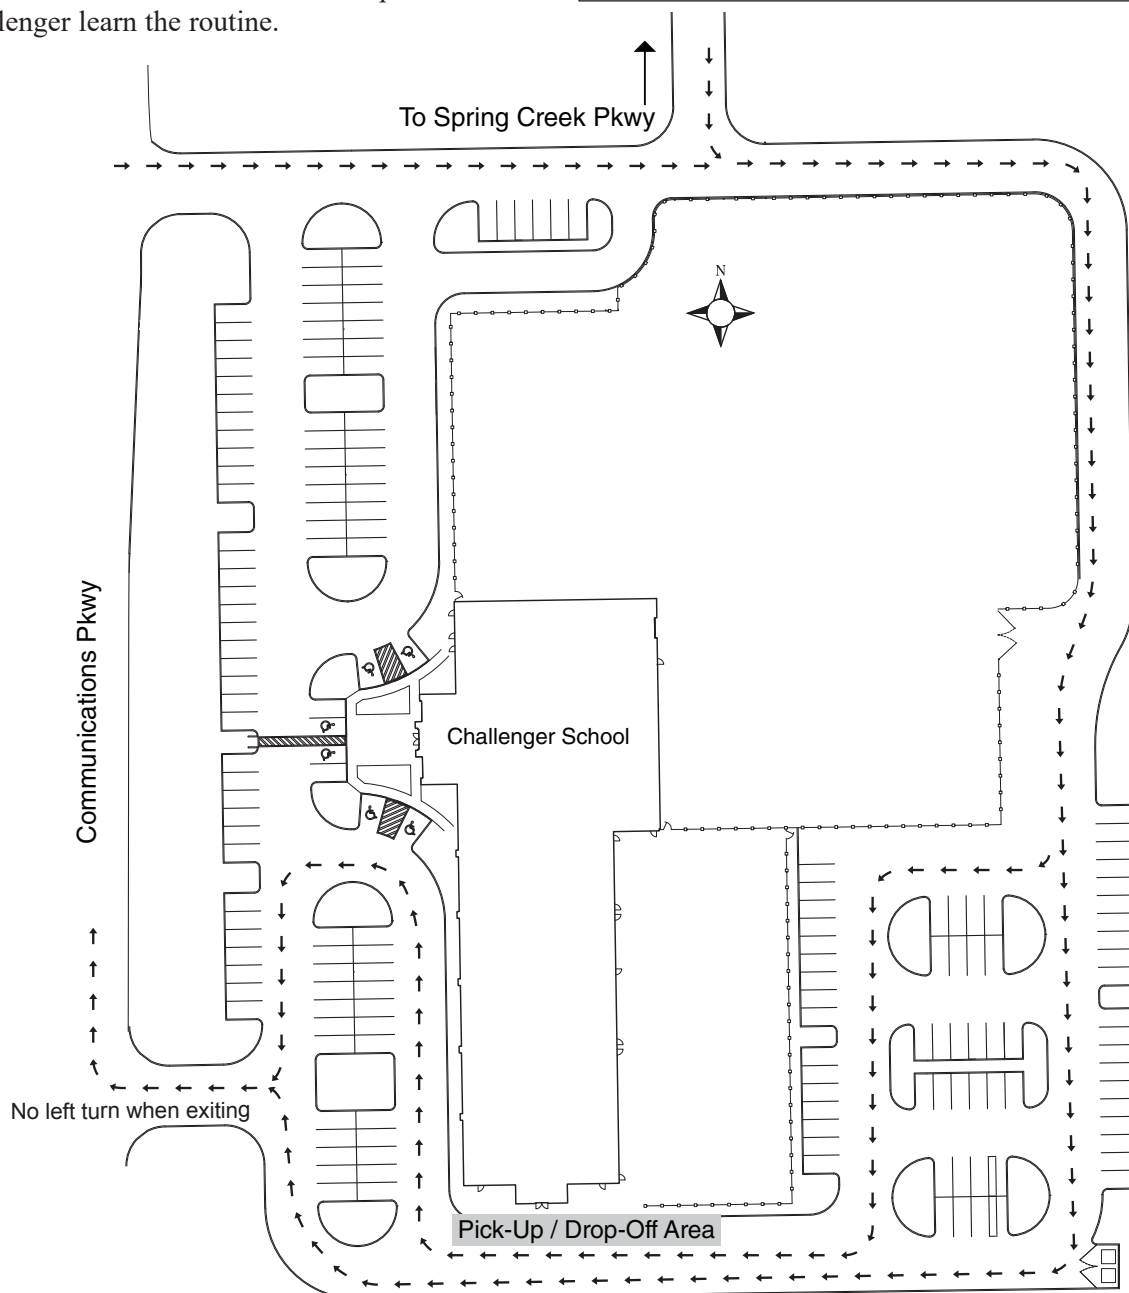 lenger learn the routine.
To Spring Creek Pkwy
N
Challenger School
Communications Pkwy
No left turn when exiting
Pick-Up / Drop-Off Area